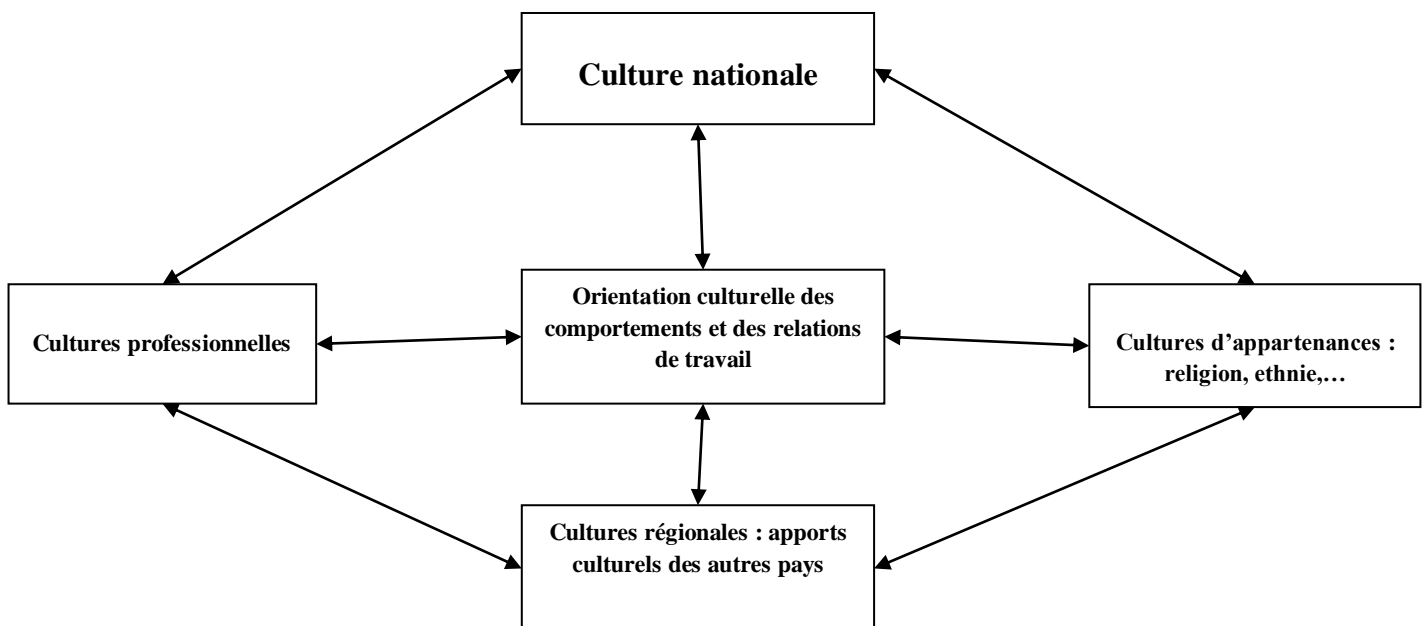 Culture nationale
Orientation culturelle des
comportements et des relations
de travail
Cultures professionnelles
Cultures d’appartenances :
religion, ethnie,…
Cultures régionales : apports
culturels des autres pays